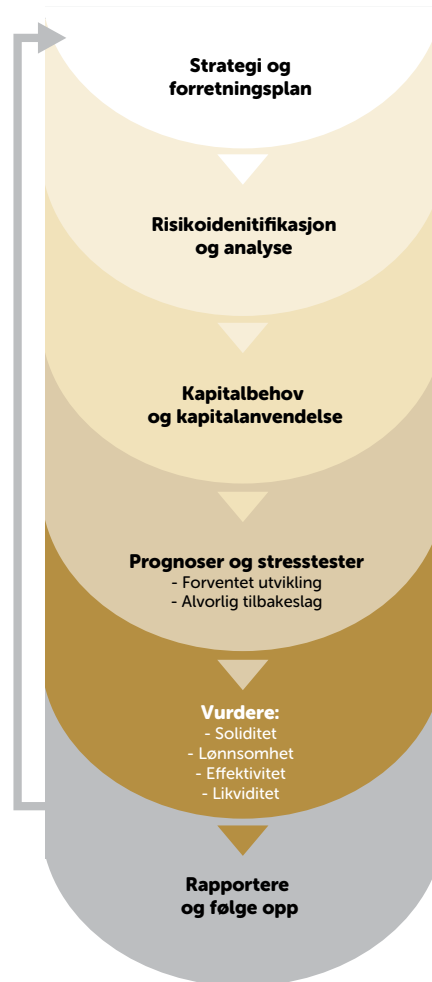 Strategi og
forretningsplan
Risikoidenitifikasjon
og analyse
Kapitalbehov
og kapitalanvendelse
Prognoser og stresstester
- Forventet utvikling
- Alvorlig tilbakeslag
Vurdere:
- Soliditet
- Lønnsomhet
- Effektivitet
- Likviditet
Rapportere
og følge opp